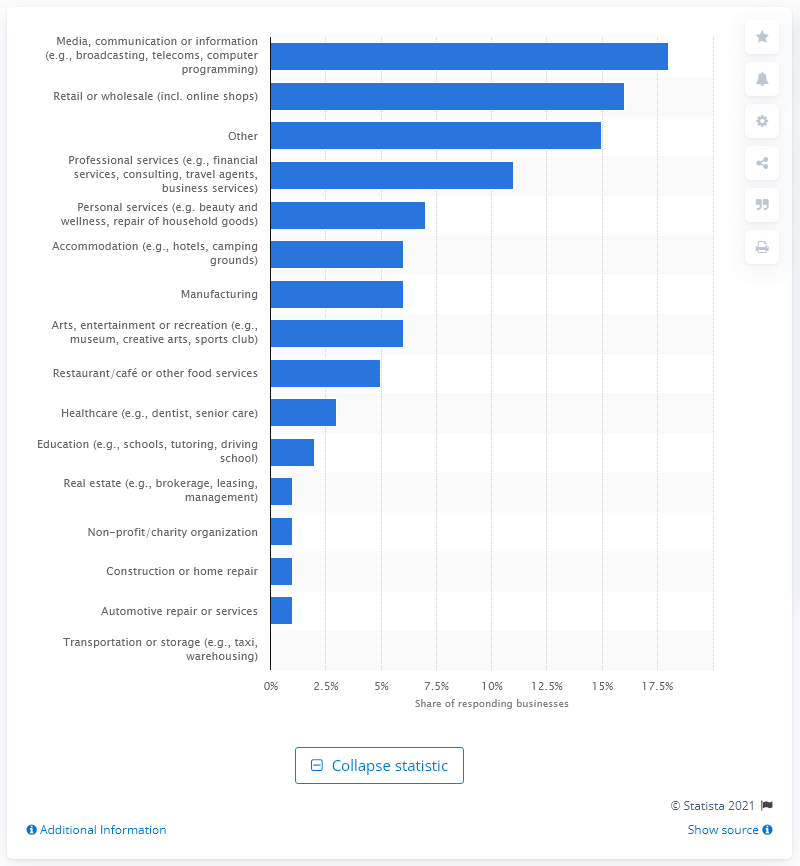 Media, communication or information
(e.g., broadcasting, telecoms, computer
programming)
Retail or wholesale (incl. online shops)
Other
Professional services (e.g., financial
services, consulting, travel agents,
business services)
Personal services (e.g. beauty and
wellness, repair of household goods)
Accommodation (e.g., hotels, camping
grounds)
Manufacturing
Arts, entertainment or recreation (e.g.,
museum, creative arts, sports club)
Restaurant/café or other food services
Healthcare (e.g., dentist, senior care)
Education (e.g., schools, tutoring, driving
school)
Real estate (e.g., brokerage, leasing,
management)
Non-profit/charity organization
Construction or home repair
Automotive repair or services
Transportation or storage (e.g., taxi,
warehousing)
0% 2.5% 5% 7.5% 10% 12.5% 15% 17.5%
Share of responding businesses
Collapse statistic
© Statista 2021
Additional Information
Show source